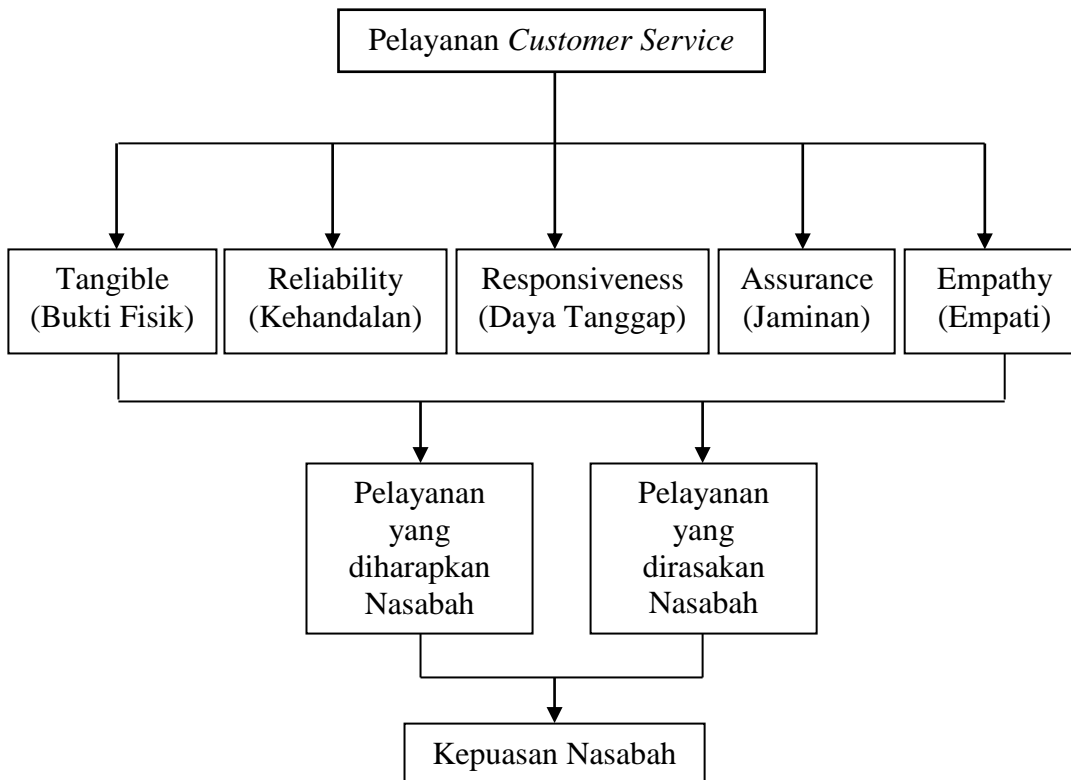 Pelayanan Customer Service
Tangible
(Bukti Fisik)
Reliability
(Kehandalan)
Responsiveness
(Daya Tanggap)
Assurance
(Jaminan)
Empathy
(Empati)
Pelayanan
yang
diharapkan
Nasabah
Pelayanan
yang
dirasakan
Nasabah
Kepuasan Nasabah